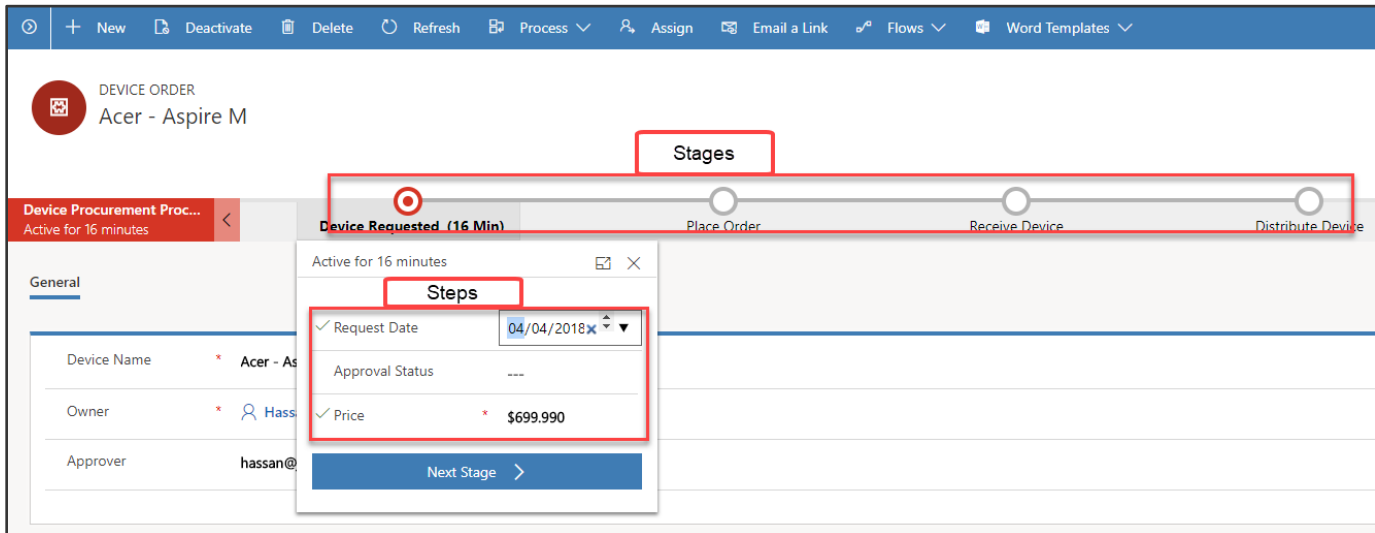 New Deactivate Delete Refresh Process Assign Email a Link Flows Word Templates
DEVICE ORDER
Acer - Aspire M
Stages
Device Procurement Proc...
Active for 16 minutes
Device Requested (16 Min)
Place Order
Receive Device
Distribute Device
Active for 16 minutes
General
Steps
Request Date 04/04/2018
Approval Status ---
Price * $699.990
Device Name * Acer - As
Owner * Hass
Approver hassan@
Next Stage